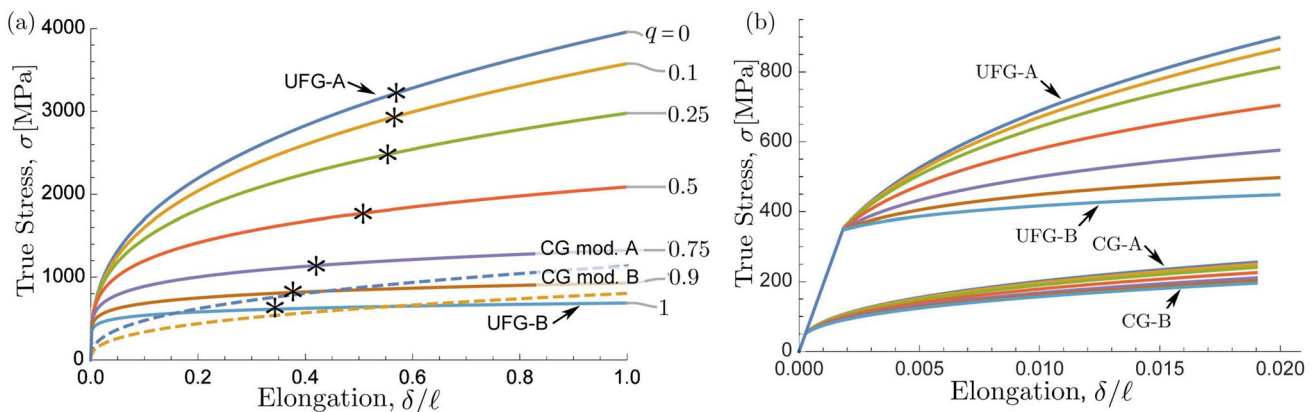 (a)
True Stress, σ[MPa]
4000
3000
2000
1000
0
0.0 0.2 0.4 0.6 0.8 1.0
Elongation, δ/ℓ
UFG-A
CG mod. A
CG mod. B
UFG-B
q=0
0.1
0.25
0.5
0.75
0.9
1
(b)
True Stress, σ[MPa]
800
600
400
200
0
0.000 0.005 0.010 0.015 0.020
Elongation, δ/ℓ
UFG-A
UFG-B
CG-A
CG-B